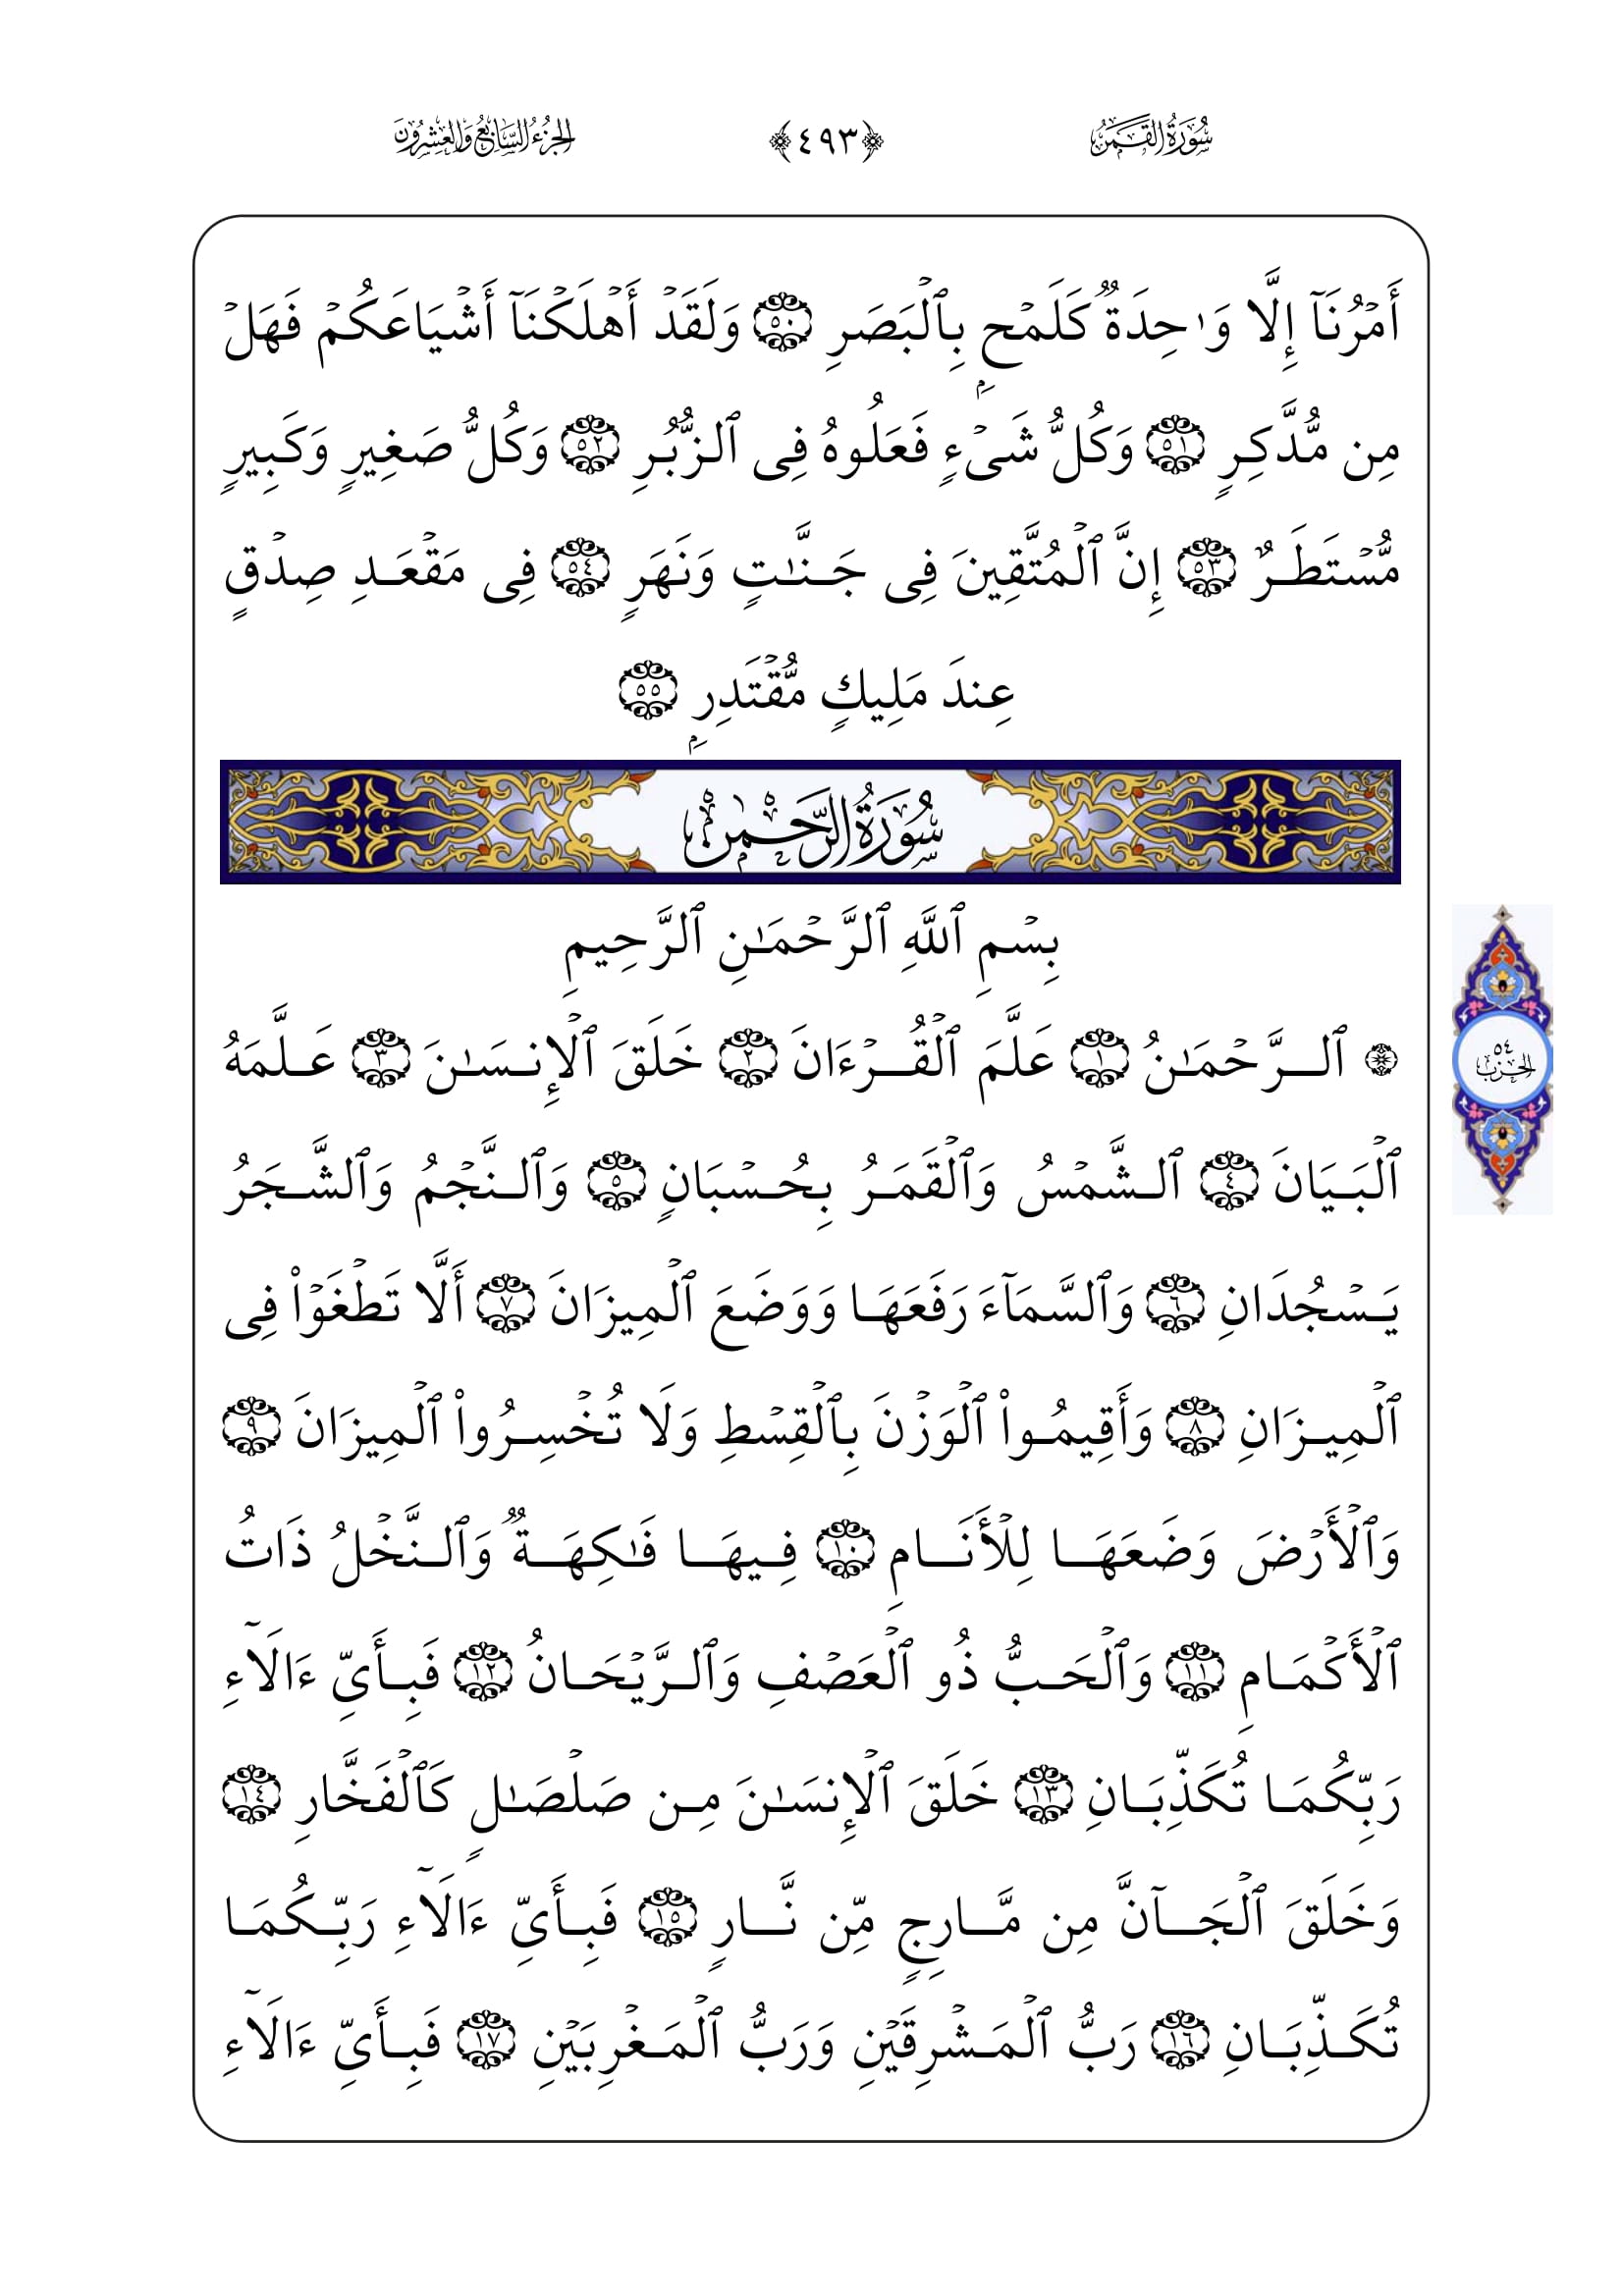 سُورَةُ القَمَرِ
﴿٤٩٣﴾
الجُزْءُ السَّابِعُ وَالعِشْرُونَ
أَمۡرُنَآ إِلَّا وَٰحِدَةٞ كَلَمۡحِۭ بِٱلۡبَصَرِ ٥٠ وَلَقَدۡ أَهۡلَكۡنَآ أَشۡيَاعَكُمۡ فَهَلۡ
مِن مُّدَّكِرٖ ٥١ وَكُلُّ شَيۡءٖ فَعَلُوهُ فِي ٱلزُّبُرِ ٥٢ وَكُلُّ صَغِيرٖ وَكَبِيرٖ
مُّسۡتَطَرٌ ٥٣ إِنَّ ٱلۡمُتَّقِينَ فِي جَنَّٰتٖ وَنَهَرٖ ٥٤ فِي مَقۡعَدِ صِدۡقٍ
عِندَ مَلِيكٖ مُّقۡتَدِرِۭ ٥٥
سُورَةُ الرَّحۡمٰن
بِسۡمِ ٱللَّهِ ٱلرَّحۡمَٰنِ ٱلرَّحِيمِ
۞ ٱلرَّحۡمَٰنُ ١ عَلَّمَ ٱلۡقُرۡءَانَ ٢ خَلَقَ ٱلۡإِنسَٰنَ ٣ عَلَّمَهُ
ٱلۡبَيَانَ ٤ ٱلشَّمۡسُ وَٱلۡقَمَرُ بِحُسۡبَانٖ ٥ وَٱلنَّجۡمُ وَٱلشَّجَرُ
يَسۡجُدَانِ ٦ وَٱلسَّمَآءَ رَفَعَهَا وَوَضَعَ ٱلۡمِيزَانَ ٧ أَلَّا تَطۡغَوۡاْ فِي
ٱلۡمِيزَانِ ٨ وَأَقِيمُواْ ٱلۡوَزۡنَ بِٱلۡقِسۡطِ وَلَا تُخۡسِرُواْ ٱلۡمِيزَانَ ٩
وَٱلۡأَرۡضَ وَضَعَهَا لِلۡأَنَامِ ١٠ فِيهَا فَٰكِهَةٞ وَٱلنَّخۡلُ ذَاتُ
ٱلۡأَكۡمَامِ ١١ وَٱلۡحَبُّ ذُو ٱلۡعَصۡفِ وَٱلرَّيۡحَانُ ١٢ فَبِأَيِّ ءَالَآءِ
رَبِّكُمَا تُكَذِّبَانِ ١٣ خَلَقَ ٱلۡإِنسَٰنَ مِن صَلۡصَٰلٖ كَٱلۡفَخَّارِ ١٤
وَخَلَقَ ٱلۡجَآنَّ مِن مَّارِجٖ مِّن نَّارٖ ١٥ فَبِأَيِّ ءَالَآءِ رَبِّكُمَا
تُكَذِّبَانِ ١٦ رَبُّ ٱلۡمَشۡرِقَيۡنِ وَرَبُّ ٱلۡمَغۡرِبَيۡنِ ١٧ فَبِأَيِّ ءَالَآءِ
٥٤
الحزب